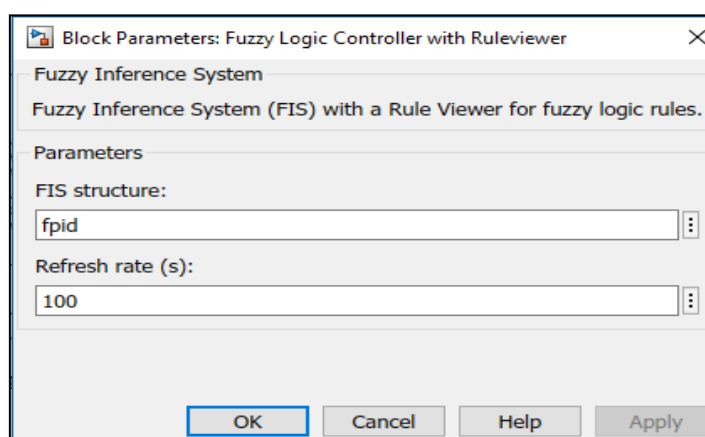 Block Parameters: Fuzzy Logic Controller with Ruleviewer
Fuzzy Inference System
Fuzzy Inference System (FIS) with a Rule Viewer for fuzzy logic rules.
Parameters
FIS structure:
fpid
Refresh rate (s):
100
OK Cancel Help Apply